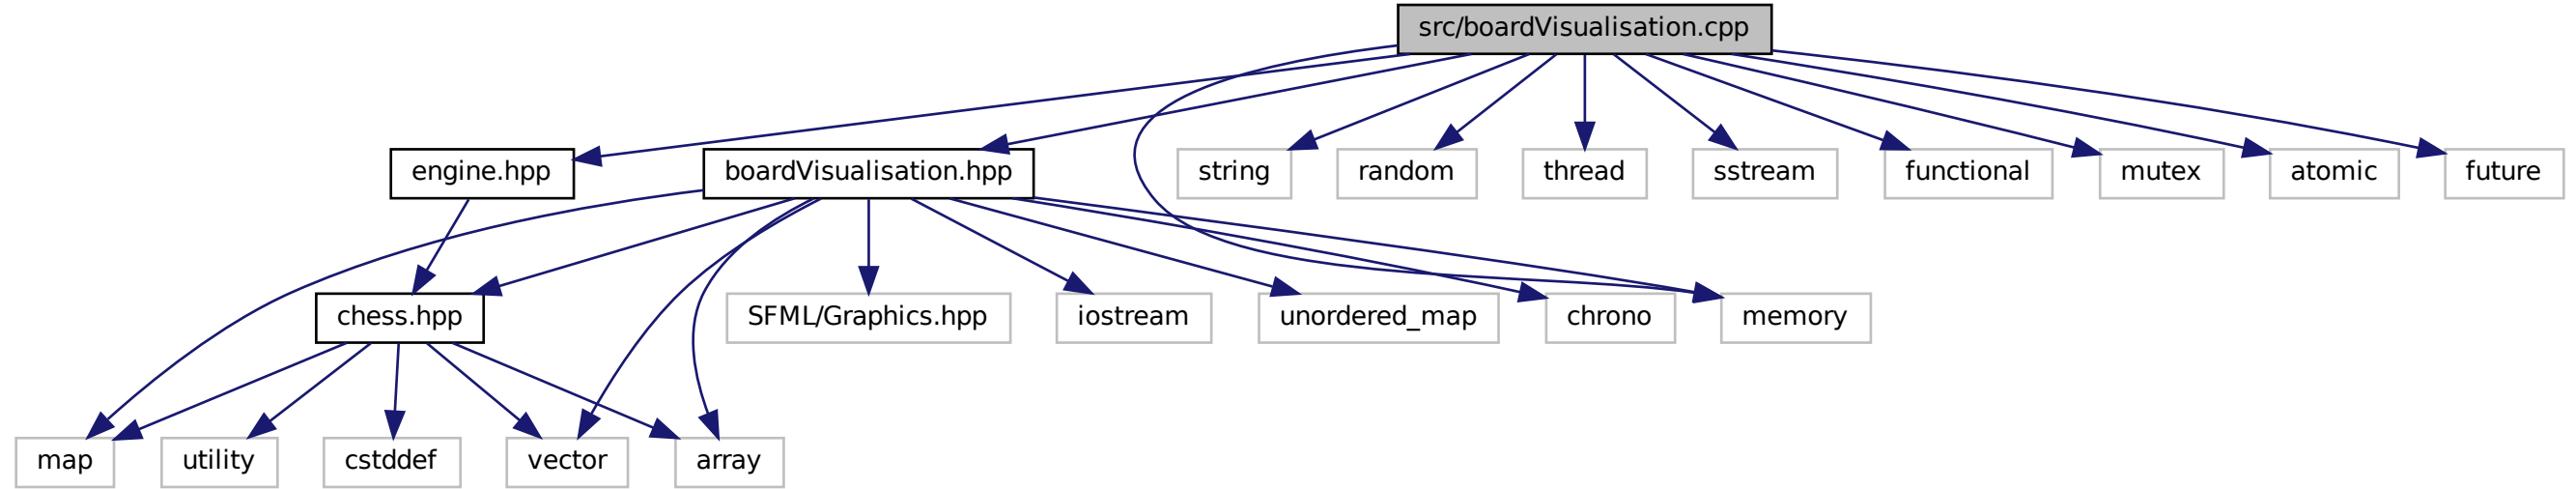 src/boardVisualisation.cpp
engine.hpp
boardVisualisation.hpp
string
random
thread
sstream
functional
mutex
atomic
future
chess.hpp
SFML/Graphics.hpp
iostream
unordered_map
chrono
memory
map
utility
cstddef
vector
array